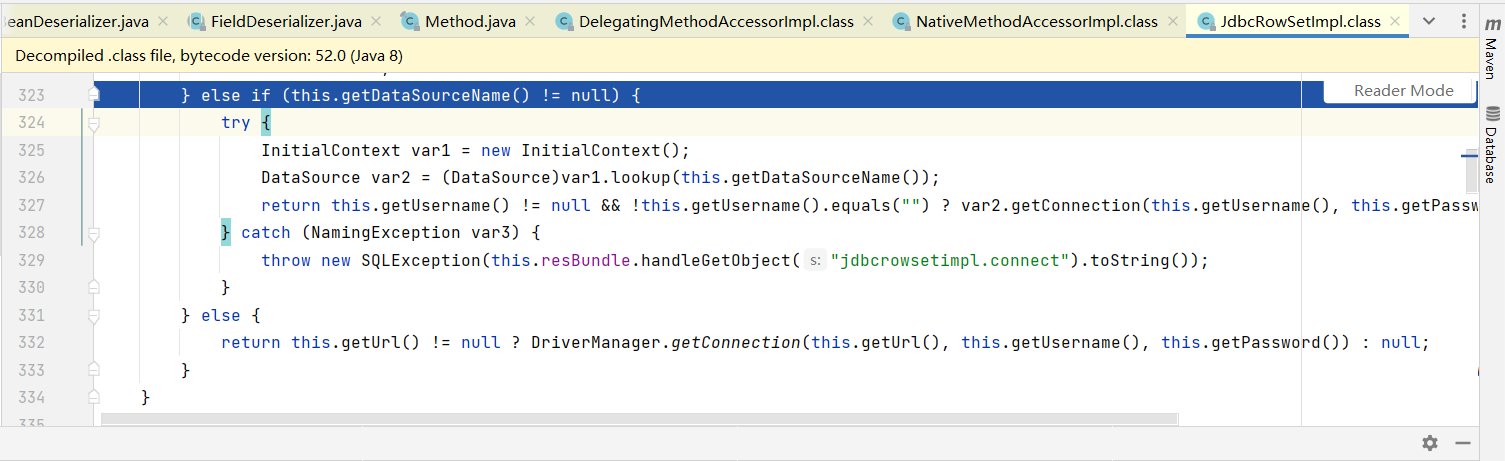 eanDeserializer.java FieldDeserializer.java Method.java DelegatingMethodAccessorImpl.class NativeMethodAccessorImpl.class JdbcRowSetImpl.class
Decompiled .class file, bytecode version: 52.0 (Java 8)
Reader Mode
323 } else if (this.getDataSourceName() != null) {
324 try {
325 InitialContext var1 = new InitialContext();
326 DataSource var2 = (DataSource)var1.lookup(this.getDataSourceName());
327 return this.getUsername() != null && !this.getUsername().equals("") ? var2.getConnection(this.getUsername(), this.getPassw
328 } catch (NamingException var3) {
329 throw new SQLException(this.resBundle.handleGetObject( s: "jdbcrowsetimpl.connect").toString());
330 }
331 } else {
332 return this.getUrl() != null ? DriverManager.getConnection(this.getUrl(), this.getUsername(), this.getPassword()) : null;
333 }
334 }
335
m Maven
Database